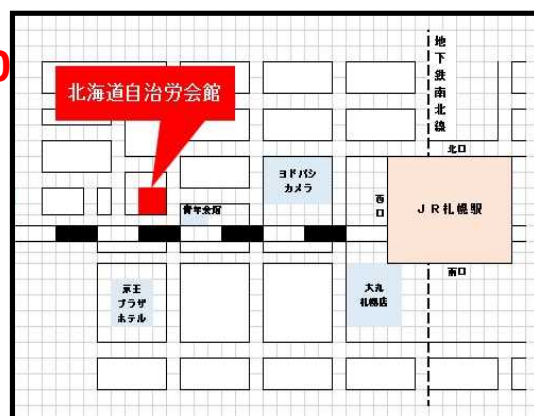 北海道自治労会館
地下鉄南北線
北口
ヨドバシ
カメラ
西口
JR札幌駅
青年会館
南口
京王
プラザ
ホテル
大丸
札幌店